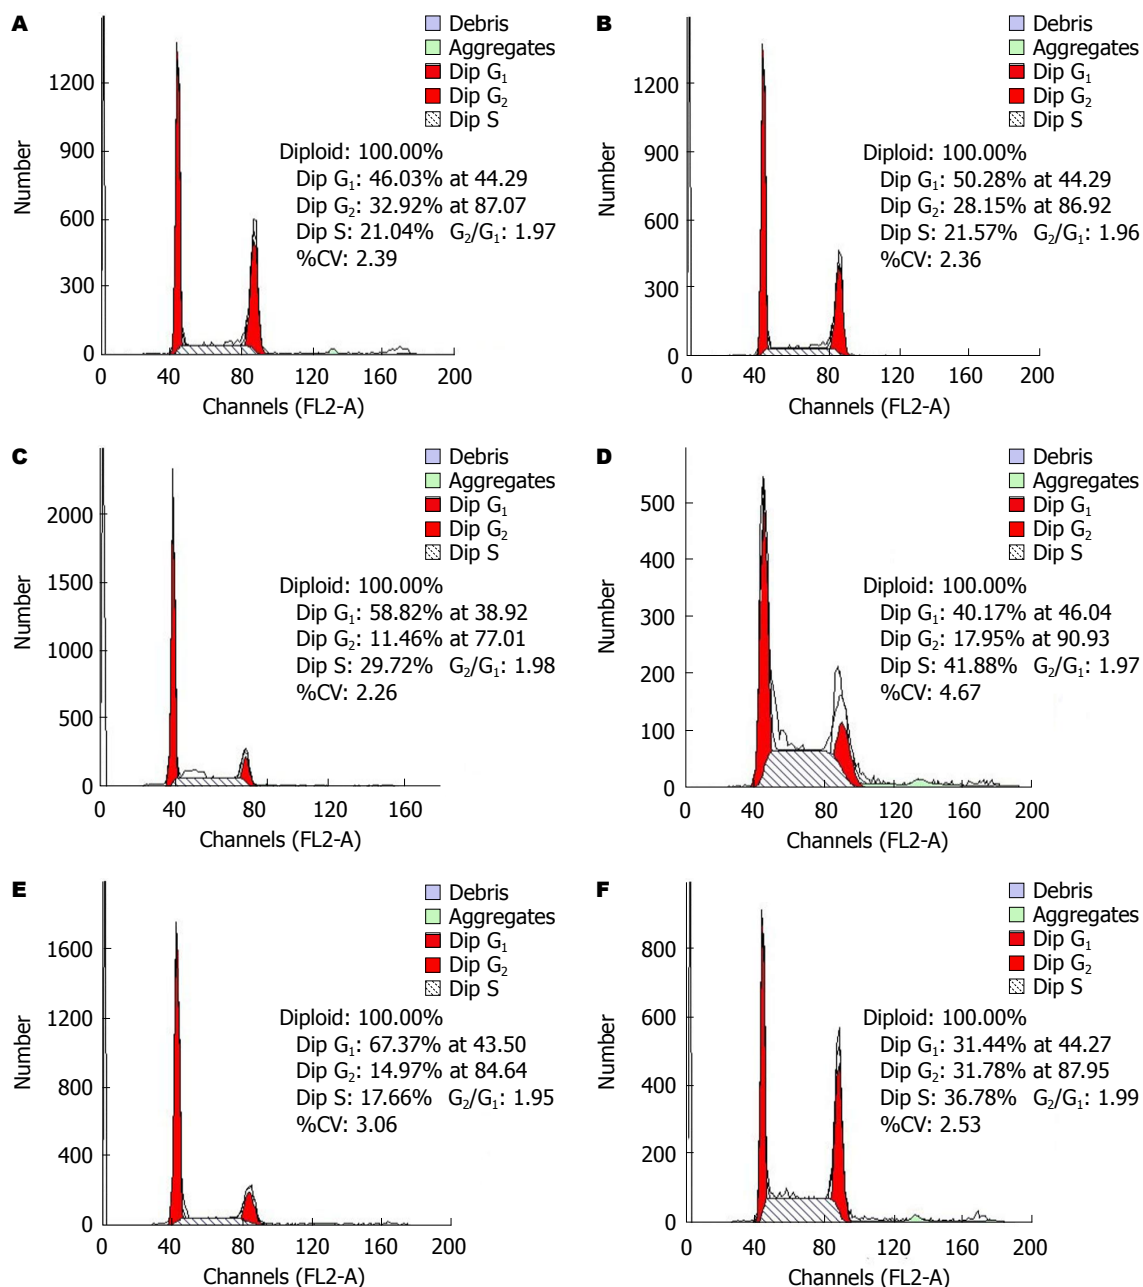 A
Debris
Aggregates
Dip G₁
Dip G₂
Dip S
Diploid: 100.00%
Dip G₁: 46.03% at 44.29
Dip G₂: 32.92% at 87.07
Dip S: 21.04% G₂/G₁: 1.97
%CV: 2.39
Number
1200
900
600
300
0
0 40 80 120 160 200
Channels (FL2-A)
B
Debris
Aggregates
Dip G₁
Dip G₂
Dip S
Diploid: 100.00%
Dip G₁: 50.28% at 44.29
Dip G₂: 28.15% at 86.92
Dip S: 21.57% G₂/G₁: 1.96
%CV: 2.36
Number
1200
900
600
300
0
0 40 80 120 160 200
Channels (FL2-A)
C
Debris
Aggregates
Dip G₁
Dip G₂
Dip S
Diploid: 100.00%
Dip G₁: 58.82% at 38.92
Dip G₂: 11.46% at 77.01
Dip S: 29.72% G₂/G₁: 1.98
%CV: 2.26
Number
2000
1500
1000
500
0
0 40 80 120 160
Channels (FL2-A)
D
Debris
Aggregates
Dip G₁
Dip G₂
Dip S
Diploid: 100.00%
Dip G₁: 40.17% at 46.04
Dip G₂: 17.95% at 90.93
Dip S: 41.88% G₂/G₁: 1.97
%CV: 4.67
Number
500
400
300
200
100
0
0 40 80 120 160 200
Channels (FL2-A)
E
Debris
Aggregates
Dip G₁
Dip G₂
Dip S
Diploid: 100.00%
Dip G₁: 67.37% at 43.50
Dip G₂: 14.97% at 84.64
Dip S: 17.66% G₂/G₁: 1.95
%CV: 3.06
Number
1600
1200
800
400
0
0 40 80 120 160 200
Channels (FL2-A)
F
Debris
Aggregates
Dip G₁
Dip G₂
Dip S
Diploid: 100.00%
Dip G₁: 31.44% at 44.27
Dip G₂: 31.78% at 87.95
Dip S: 36.78% G₂/G₁: 1.99
%CV: 2.53
Number
800
600
400
200
0
0 40 80 120 160 200
Channels (FL2-A)